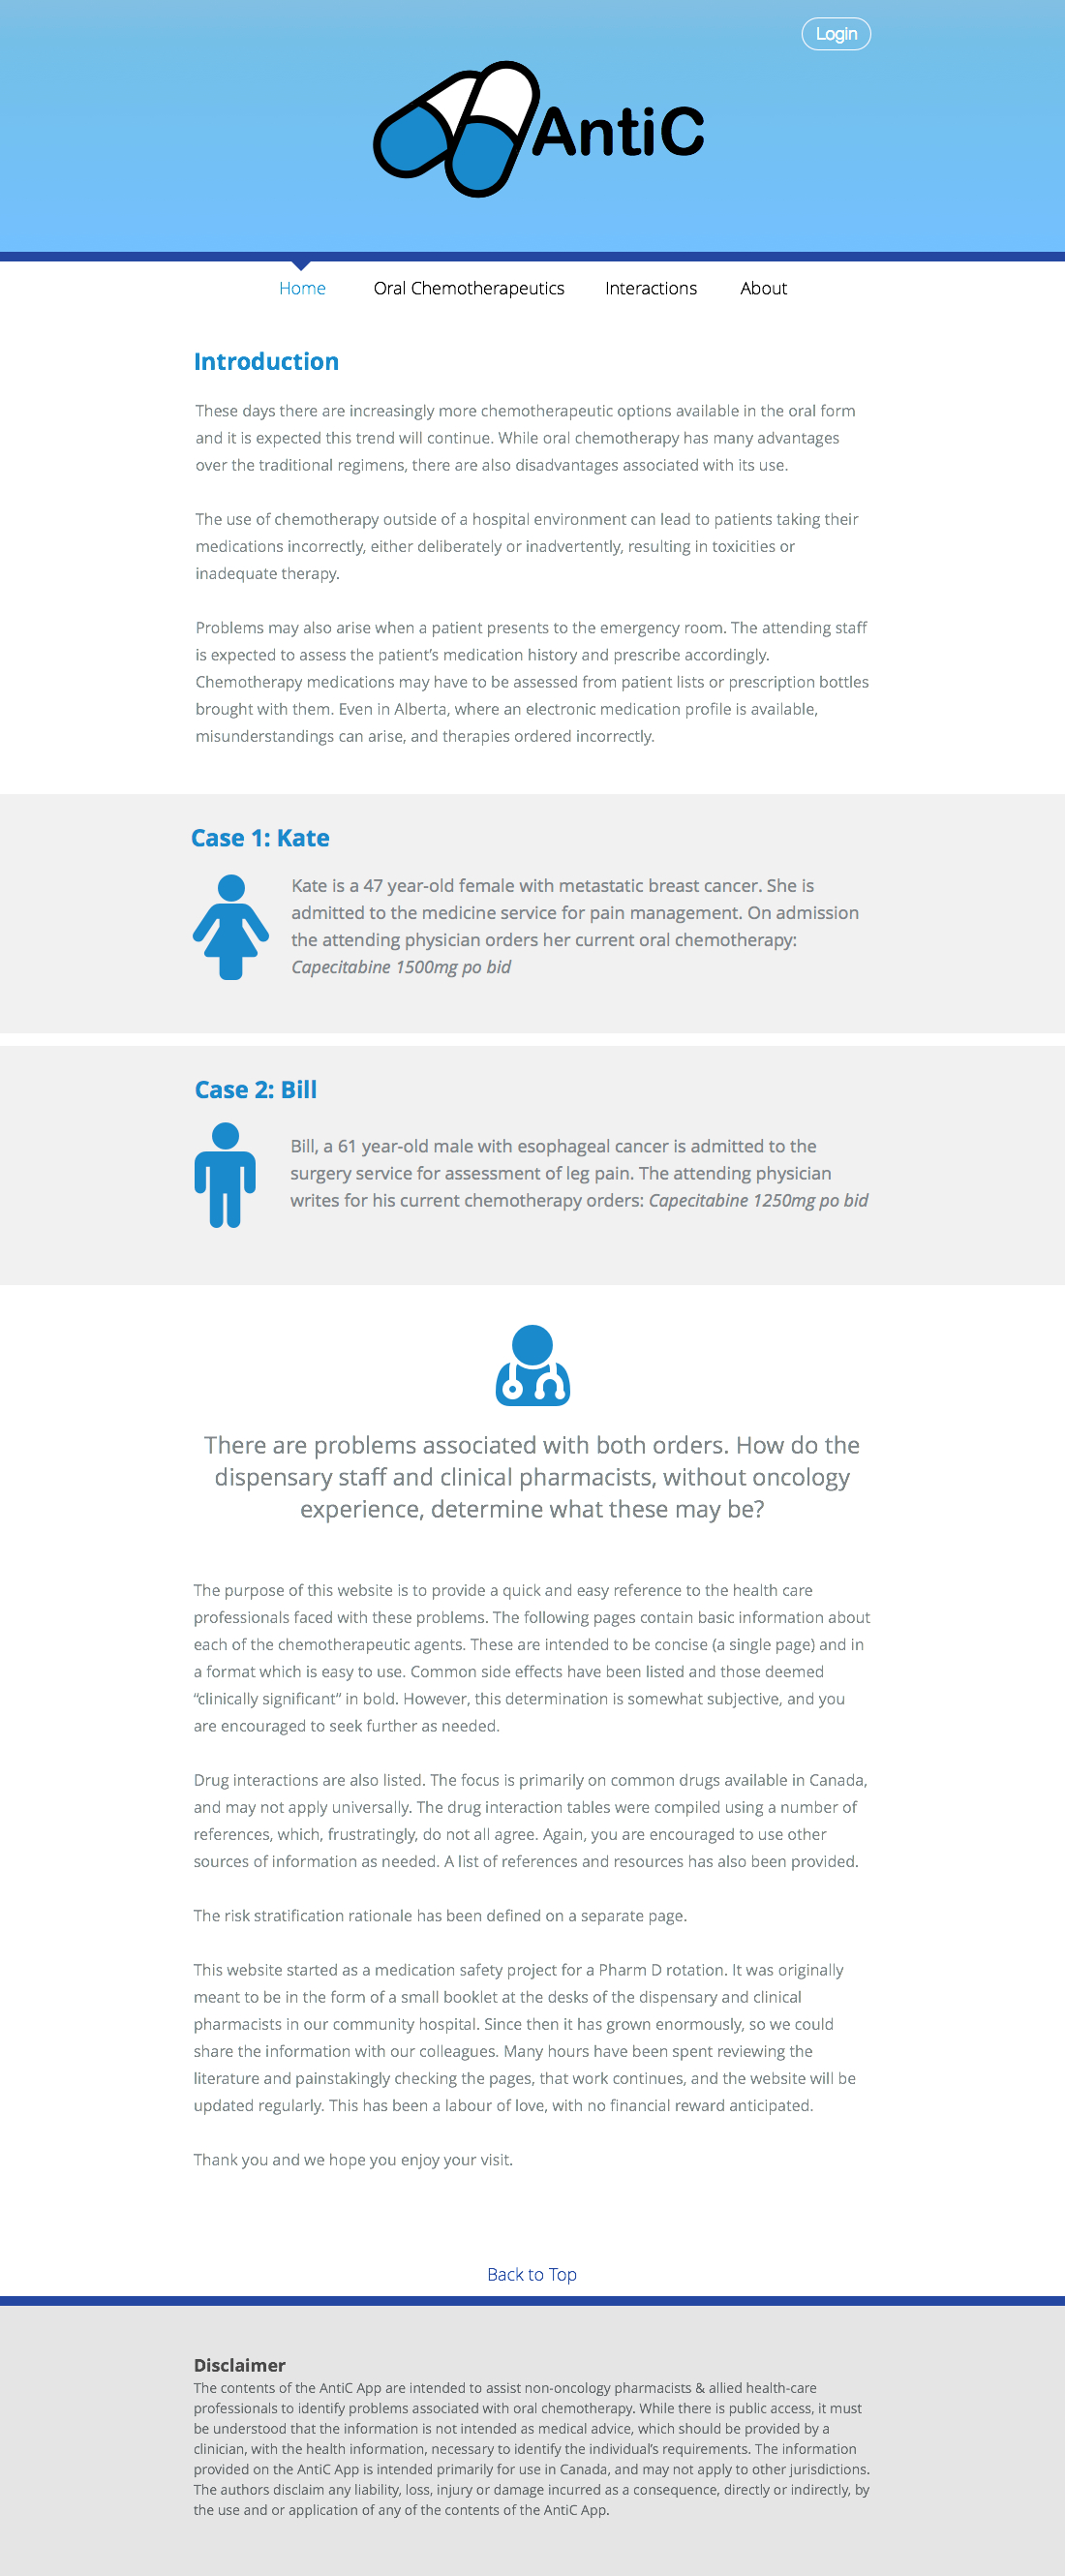 Login
AntiC
Home Oral Chemotherapeutics Interactions About
Introduction
These days there are increasingly more chemotherapeutic options available in the oral form
and it is expected this trend will continue. While oral chemotherapy has many advantages
over the traditional regimens, there are also disadvantages associated with its use.
The use of chemotherapy outside of a hospital environment can lead to patients taking their
medications incorrectly, either deliberately or inadvertently, resulting in toxicities or
inadequate therapy.
Problems may also arise when a patient presents to the emergency room. The attending staff
is expected to assess the patient’s medication history and prescribe accordingly.
Chemotherapy medications may have to be assessed from patient lists or prescription bottles
brought with them. Even in Alberta, where an electronic medication profile is available,
misunderstandings can arise, and therapies ordered incorrectly.
Case 1: Kate
Kate is a 47 year-old female with metastatic breast cancer. She is
admitted to the medicine service for pain management. On admission
the attending physician orders her current oral chemotherapy:
Capecitabine 1500mg po bid
Case 2: Bill
Bill, a 61 year-old male with esophageal cancer is admitted to the
surgery service for assessment of leg pain. The attending physician
writes for his current chemotherapy orders: Capecitabine 1250mg po bid
There are problems associated with both orders. How do the
dispensary staff and clinical pharmacists, without oncology
experience, determine what these may be?
The purpose of this website is to provide a quick and easy reference to the health care
professionals faced with these problems. The following pages contain basic information about
each of the chemotherapeutic agents. These are intended to be concise (a single page) and in
a format which is easy to use. Common side effects have been listed and those deemed
“clinically significant” in bold. However, this determination is somewhat subjective, and you
are encouraged to seek further as needed.
Drug interactions are also listed. The focus is primarily on common drugs available in Canada,
and may not apply universally. The drug interaction tables were compiled using a number of
references, which, frustratingly, do not all agree. Again, you are encouraged to use other
sources of information as needed. A list of references and resources has also been provided.
The risk stratification rationale has been defined on a separate page.
This website started as a medication safety project for a Pharm D rotation. It was originally
meant to be in the form of a small booklet at the desks of the dispensary and clinical
pharmacists in our community hospital. Since then it has grown enormously, so we could
share the information with our colleagues. Many hours have been spent reviewing the
literature and painstakingly checking the pages, that work continues, and the website will be
updated regularly. This has been a labour of love, with no financial reward anticipated.
Thank you and we hope you enjoy your visit.
Back to Top
Disclaimer
The contents of the AntiC App are intended to assist non-oncology pharmacists & allied health-care
professionals to identify problems associated with oral chemotherapy. While there is public access, it must
be understood that the information is not intended as medical advice, which should be provided by a
clinician, with the health information, necessary to identify the individual’s requirements. The information
provided on the AntiC App is intended primarily for use in Canada, and may not apply to other jurisdictions.
The authors disclaim any liability, loss, injury or damage incurred as a consequence, directly or indirectly, by
the use and or application of any of the contents of the AntiC App.